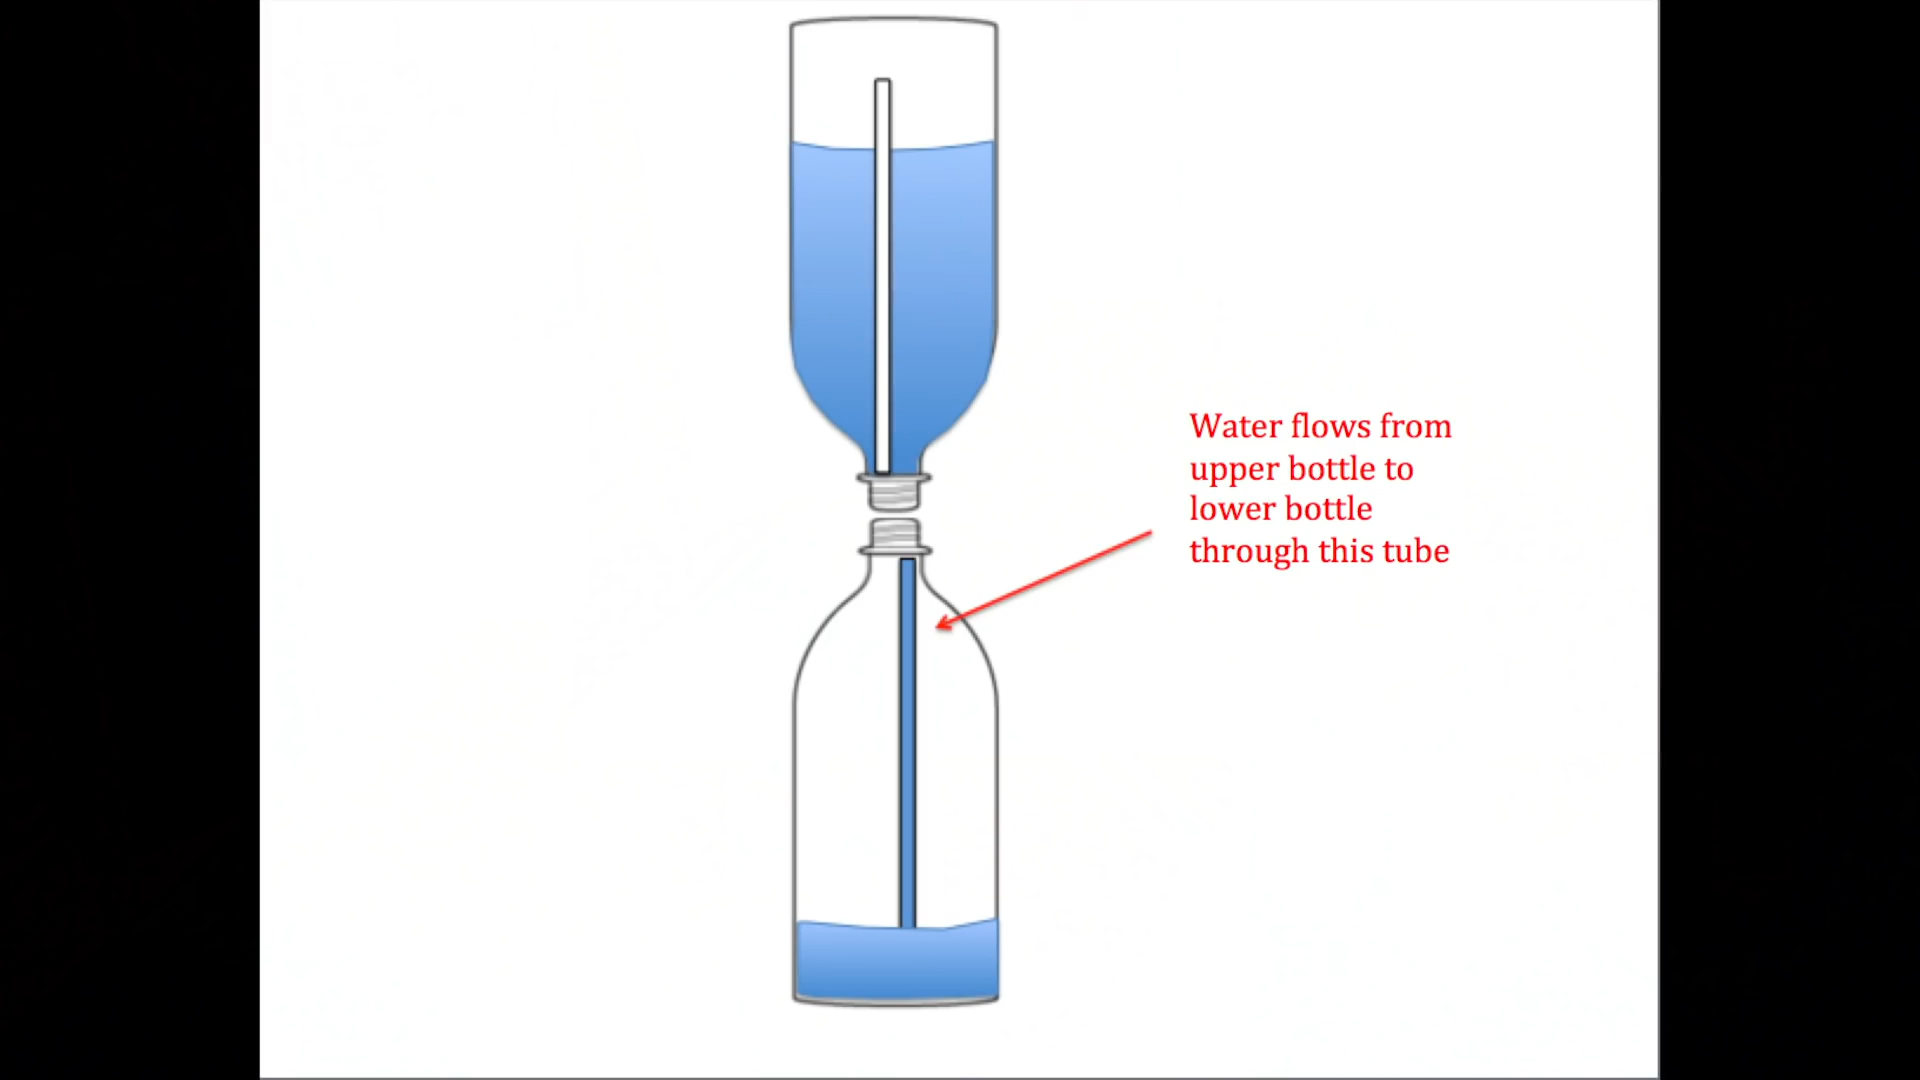 Water flows from
upper bottle to
lower bottle
through this tube